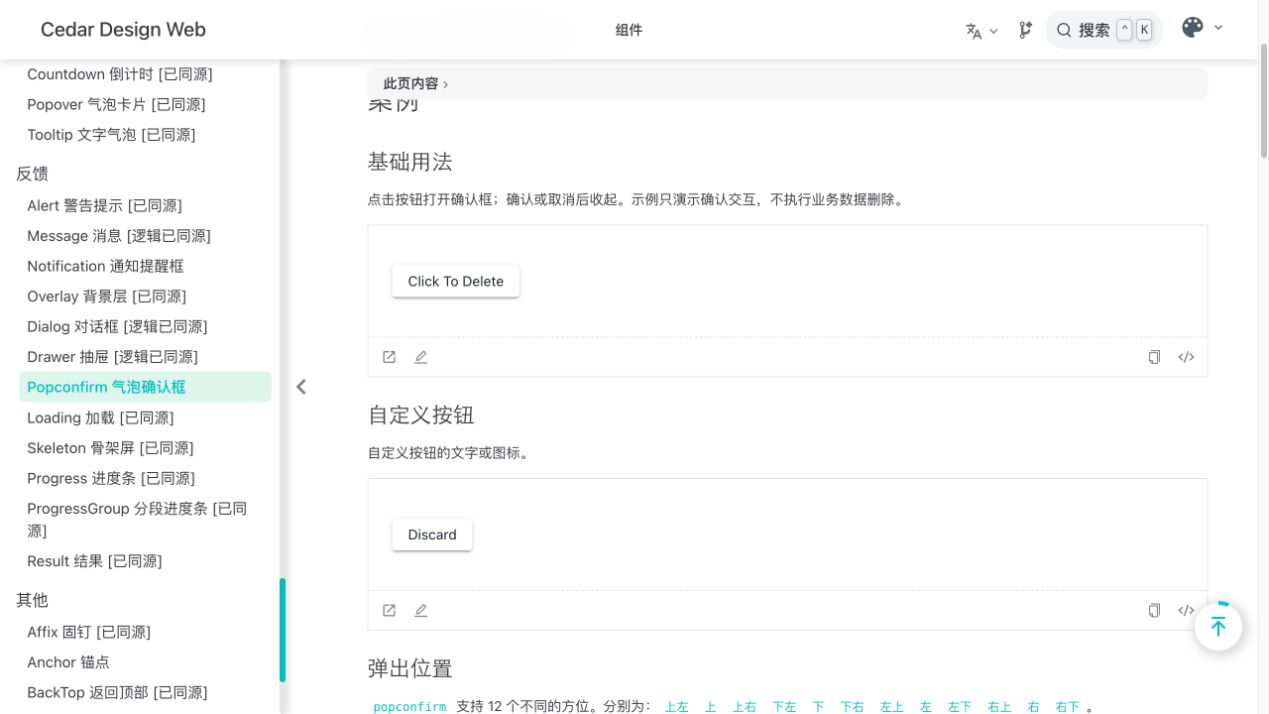 Cedar Design Web
组件
搜索 ^ K
Countdown 倒计时 [已同源]
Popover 气泡卡片 [已同源]
Tooltip 文字气泡 [已同源]
反馈
Alert 警告提示 [已同源]
Message 消息 [逻辑已同源]
Notification 通知提醒框
Overlay 背景层 [已同源]
Dialog 对话框 [逻辑已同源]
Drawer 抽屉 [逻辑已同源]
Popconfirm 气泡确认框
Loading 加载 [已同源]
Skeleton 骨架屏 [已同源]
Progress 进度条 [已同源]
ProgressGroup 分段进度条 [已同
源]
Result 结果 [已同源]
其他
Affix 固钉 [已同源]
Anchor 锚点
BackTop 返回顶部 [已同源]
此页内容 ›
案例
基础用法
点击按钮打开确认框；确认或取消后收起。示例只演示确认交互，不执行业务数据删除。
Click To Delete
自定义按钮
自定义按钮的文字或图标。
Discard
弹出位置
popconfirm 支持 12 个不同的方位。分别为： 上左 上 上右 下左 下 下右 左上 左 左下 右上 右 右下 。